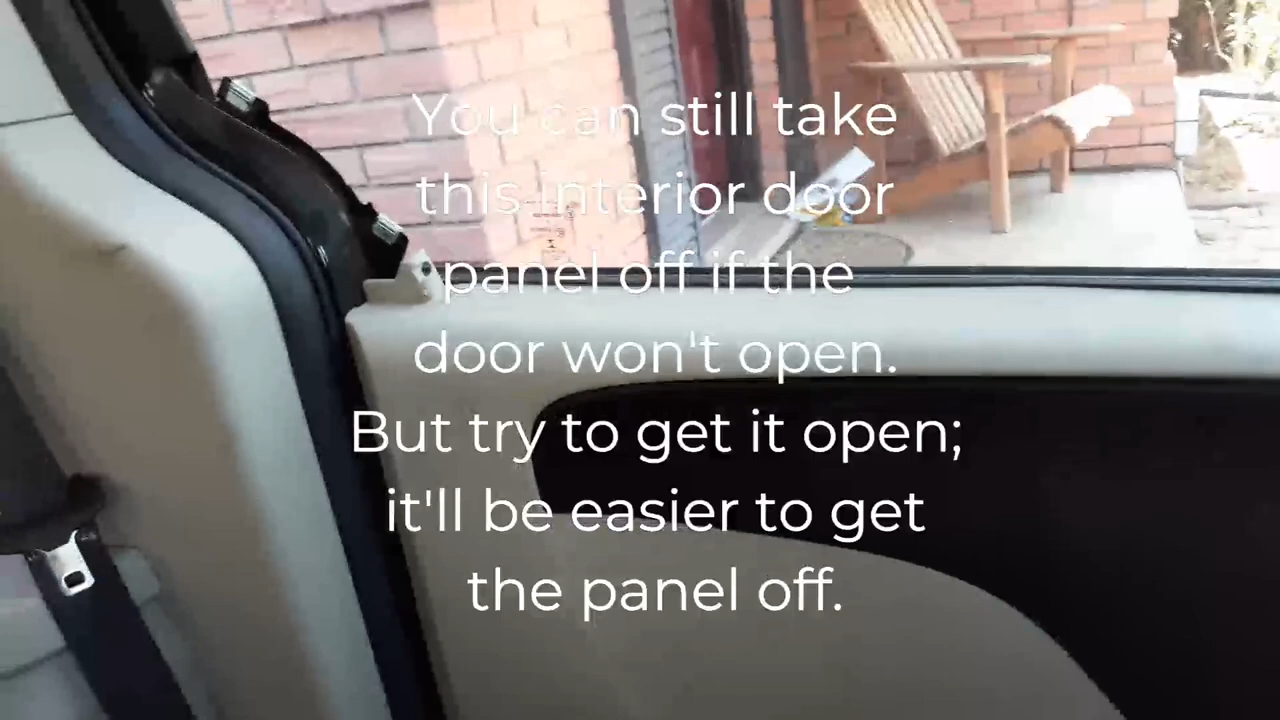 You can still take
this interior door
panel off if the
door won't open.
But try to get it open;
it'll be easier to get
the panel off.